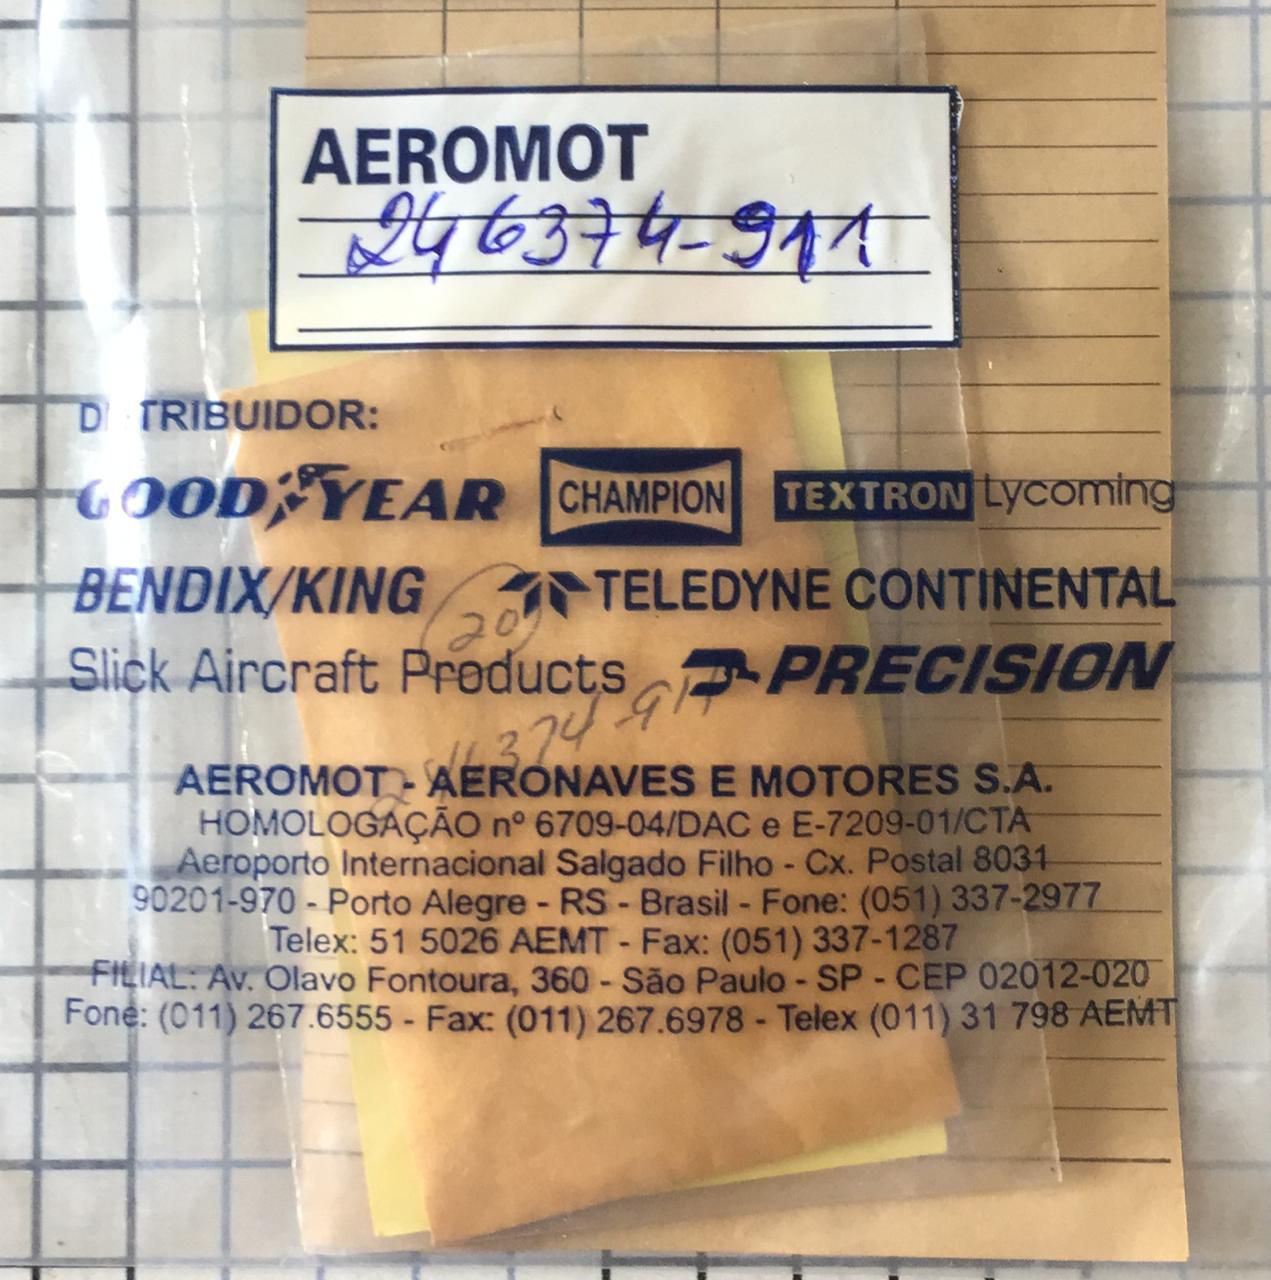 AEROMOT
246374-911
DI TRIBUIDOR:
GOODYEAR CHAMPION TEXTRON Lycoming
BENDIX/KING TELEDYNE CONTINENTAL
(20)
Slick Aircraft Products PRECISION
AEROMOT - AERONAVES E MOTORES S.A.
HOMOLOGAÇÃO nº 6709-04/DAC e E-7209-01/CTA
Aeroporto Internacional Salgado Filho - Cx. Postal 8031
90201-970 - Porto Alegre - RS - Brasil - Fone: (051) 337-2977
Telex: 51 5026 AEMT - Fax: (051) 337-1287
FILIAL: Av. Olavo Fontoura, 360 - São Paulo - SP - CEP 02012-020
Fone: (011) 267.6555 - Fax: (011) 267.6978 - Telex (011) 31 798 AEMT